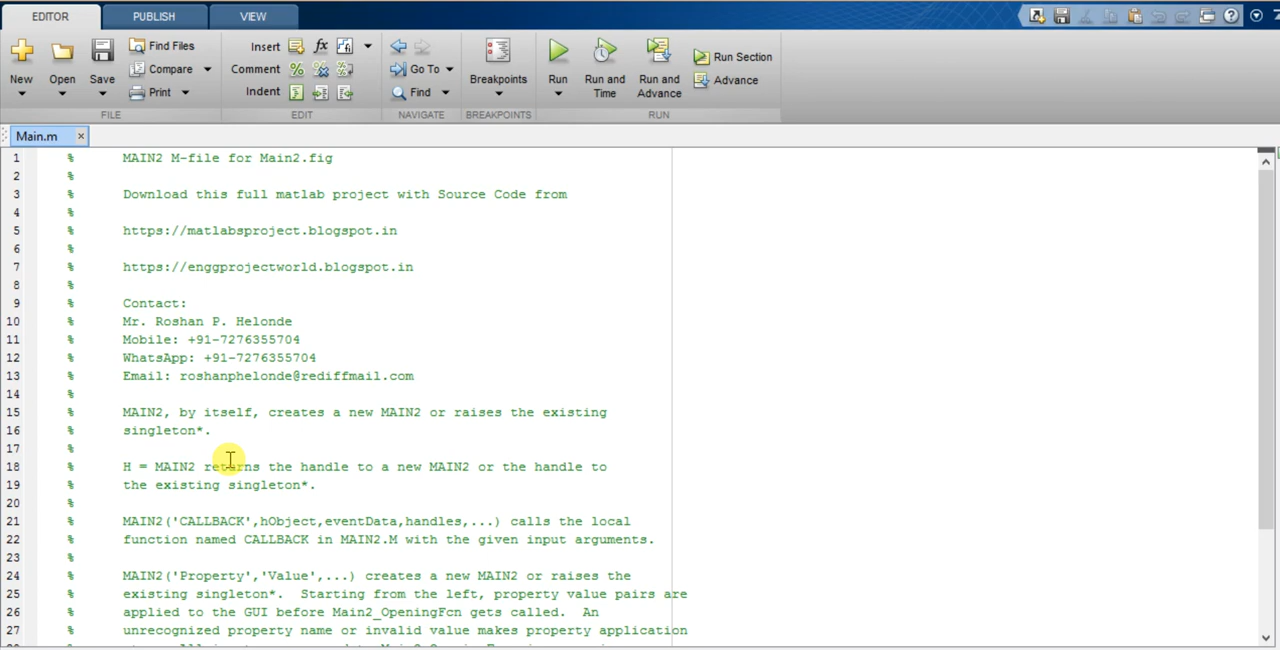 EDITOR PUBLISH VIEW
New
Open
Save
Find Files
Compare
Print
FILE
Insert fx
Comment
Indent
EDIT
Go To
Find
NAVIGATE
Breakpoints
BREAKPOINTS
Run
Run and
Time
Run and
Advance
Run Section
Advance
RUN
Main.m
1 % MAIN2 M-file for Main2.fig
2 %
3 % Download this full matlab project with Source Code from
4 %
5 % https://matlabsproject.blogspot.in
6 %
7 % https://enggprojectworld.blogspot.in
8 %
9 % Contact:
10 % Mr. Roshan P. Helonde
11 % Mobile: +91-7276355704
12 % WhatsApp: +91-7276355704
13 % Email: roshanphelonde@rediffmail.com
14 %
15 % MAIN2, by itself, creates a new MAIN2 or raises the existing
16 % singleton*.
17 %
18 % H = MAIN2 returns the handle to a new MAIN2 or the handle to
19 % the existing singleton*.
20 %
21 % MAIN2('CALLBACK',hObject,eventData,handles,...) calls the local
22 % function named CALLBACK in MAIN2.M with the given input arguments.
23 %
24 % MAIN2('Property','Value',...) creates a new MAIN2 or raises the
25 % existing singleton*.  Starting from the left, property value pairs are
26 % applied to the GUI before Main2_OpeningFcn gets called.  An
27 % unrecognized property name or invalid value makes property application